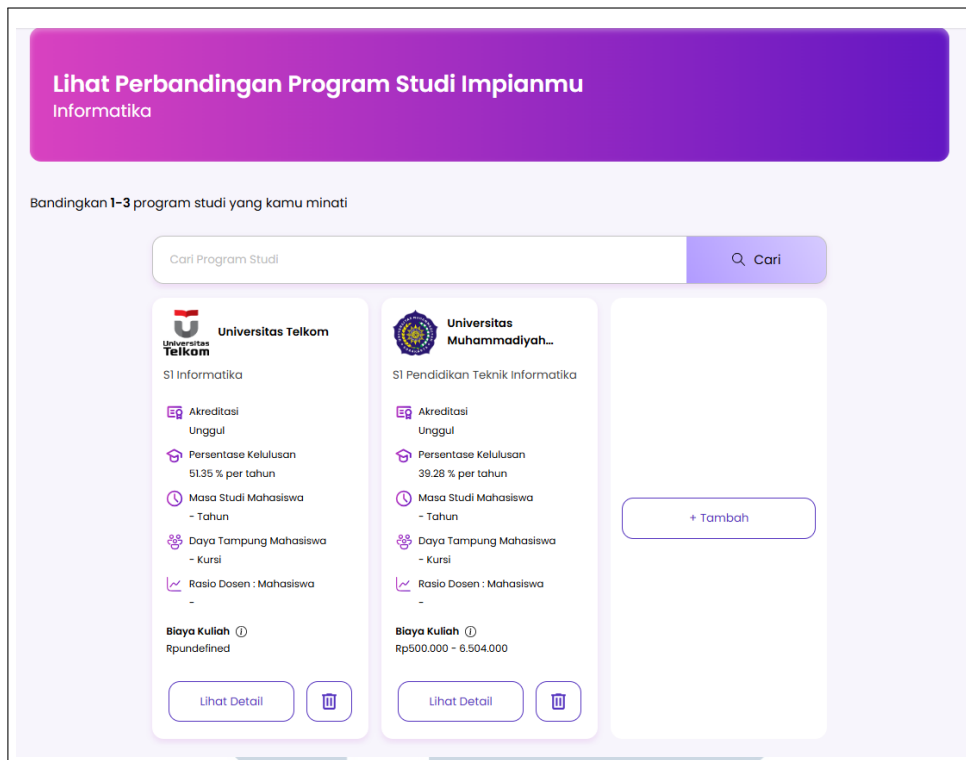 Lihat Perbandingan Program Studi Impianmu
Informatika
Bandingkan 1-3 program studi yang kamu minati
Cari Program Studi
Cari
Universitas
Telkom
Universitas Telkom
S1 Informatika
Akreditasi
Unggul
Persentase Kelulusan
51.35 % per tahun
Masa Studi Mahasiswa
- Tahun
Daya Tampung Mahasiswa
- Kursi
Rasio Dosen : Mahasiswa
-
Biaya Kuliah
Rpundefined
Lihat Detail
Universitas
Muhammadiyah...
S1 Pendidikan Teknik Informatika
Akreditasi
Unggul
Persentase Kelulusan
39.28 % per tahun
Masa Studi Mahasiswa
- Tahun
Daya Tampung Mahasiswa
- Kursi
Rasio Dosen : Mahasiswa
-
Biaya Kuliah
Rp500.000 - 6.504.000
Lihat Detail
+ Tambah